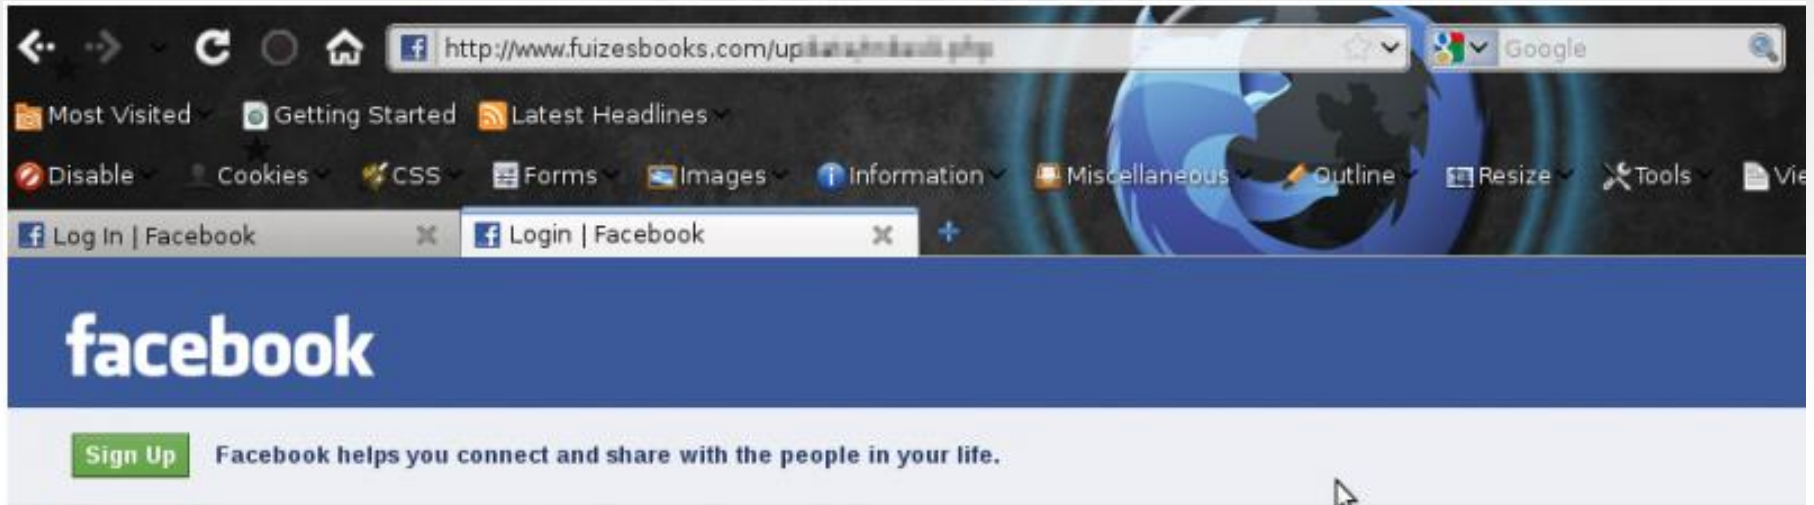 http://www.fuizesbooks.com/up
Google
Most Visited
Getting Started
Latest Headlines
Disable
Cookies
CSS
Forms
Images
Information
Miscellaneous
Outline
Resize
Tools
Vie
Log In | Facebook
Login | Facebook
facebook
Sign Up
Facebook helps you connect and share with the people in your life.